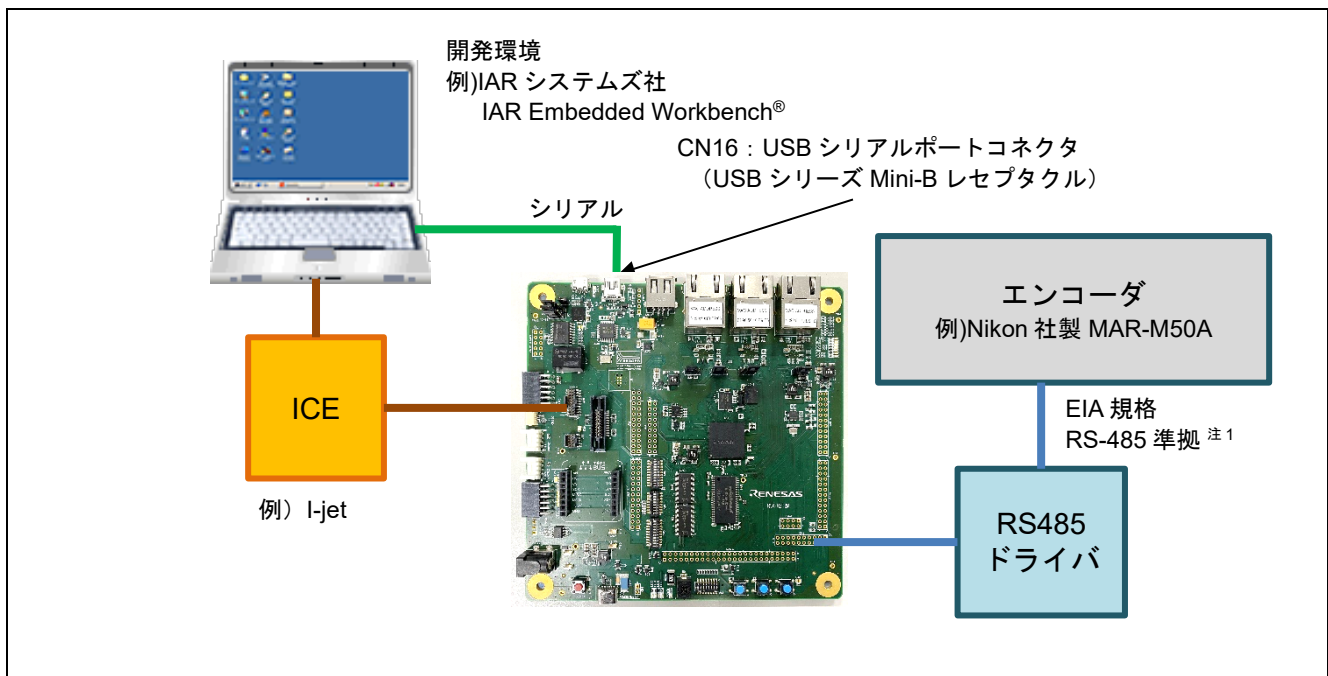 開発環境
例)IAR システムズ社
IAR Embedded Workbench®
CN16：USB シリアルポートコネクタ
（USB シリーズ Mini-B レセプタクル）
シリアル
エンコーダ
例)Nikon 社製 MAR-M50A
ICE
例）I-jet
EIA 規格
RS-485 準拠 注 1
RENESAS
RS485
ドライバ